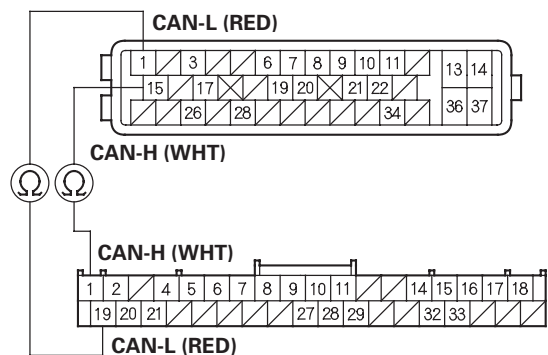 CAN-L (RED)
1 3 6 7 8 9 10 11 13 14
15 17 19 20 21 22
26 28 34 36 37
CAN-H (WHT)
Ω Ω
CAN-H (WHT)
1 2 4 5 6 7 8 9 10 11 14 15 16 17 18
19 20 21 27 28 29 32 33
CAN-L (RED)